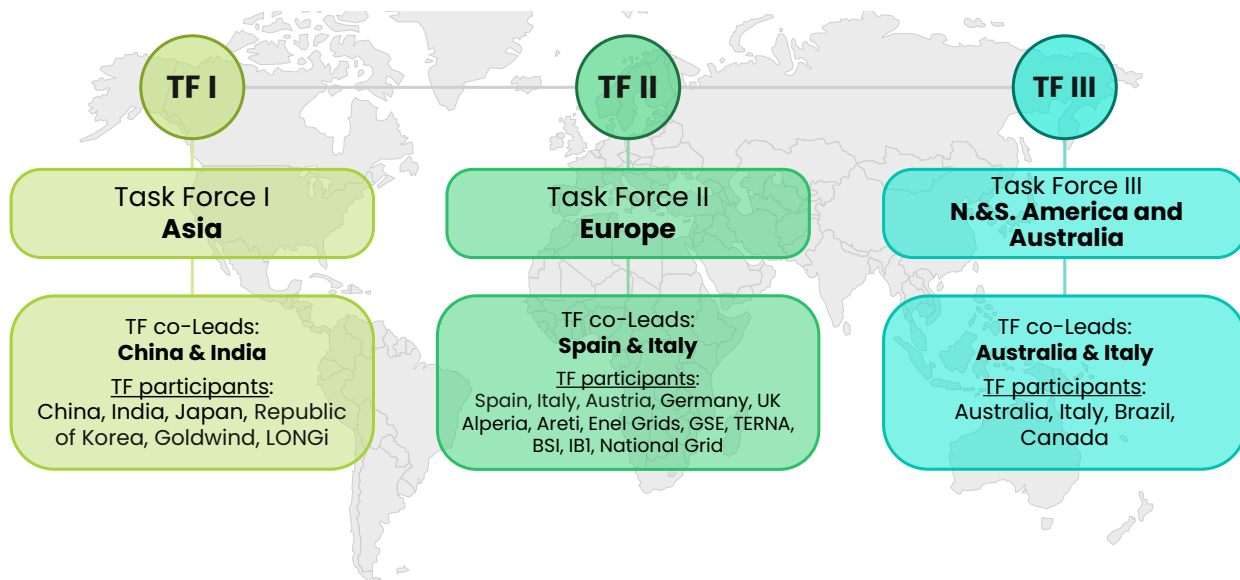 TF I
TF II
TF III
Task Force I
Asia
Task Force II
Europe
Task Force III
N.&S. America and
Australia
TF co-Leads:
China & India
TF participants:
China, India, Japan, Republic
of Korea, Goldwind, LONGi
TF co-Leads:
Spain & Italy
TF participants:
Spain, Italy, Austria, Germany, UK
Alperia, Areti, Enel Grids, GSE, TERNA,
BSI, IB1, National Grid
TF co-Leads:
Australia & Italy
TF participants:
Australia, Italy, Brazil,
Canada